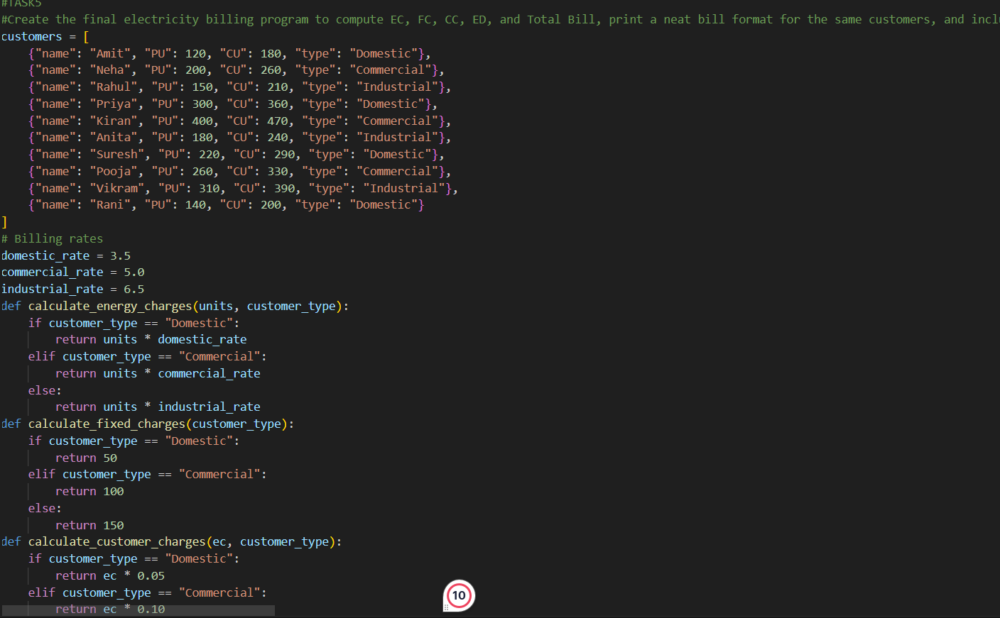 #TASK5
#Create the final electricity billing program to compute EC, FC, CC, ED, and Total Bill, print a neat bill format for the same customers, and
customers = [
    {"name": "Amit", "PU": 120, "CU": 180, "type": "Domestic"},
    {"name": "Neha", "PU": 200, "CU": 260, "type": "Commercial"},
    {"name": "Rahul", "PU": 150, "CU": 210, "type": "Industrial"},
    {"name": "Priya", "PU": 300, "CU": 360, "type": "Domestic"},
    {"name": "Kiran", "PU": 400, "CU": 470, "type": "Commercial"},
    {"name": "Anita", "PU": 180, "CU": 240, "type": "Industrial"},
    {"name": "Suresh", "PU": 220, "CU": 290, "type": "Domestic"},
    {"name": "Pooja", "PU": 260, "CU": 330, "type": "Commercial"},
    {"name": "Vikram", "PU": 310, "CU": 390, "type": "Industrial"},
    {"name": "Rani", "PU": 140, "CU": 200, "type": "Domestic"}
]
# Billing rates
domestic_rate = 3.5
commercial_rate = 5.0
industrial_rate = 6.5
def calculate_energy_charges(units, customer_type):
    if customer_type == "Domestic":
        return units * domestic_rate
    elif customer_type == "Commercial":
        return units * commercial_rate
    else:
        return units * industrial_rate
def calculate_fixed_charges(customer_type):
    if customer_type == "Domestic":
        return 50
    elif customer_type == "Commercial":
        return 100
    else:
        return 150
def calculate_customer_charges(ec, customer_type):
    if customer_type == "Domestic":
        return ec * 0.05
    elif customer_type == "Commercial":
        return ec * 0.10
10